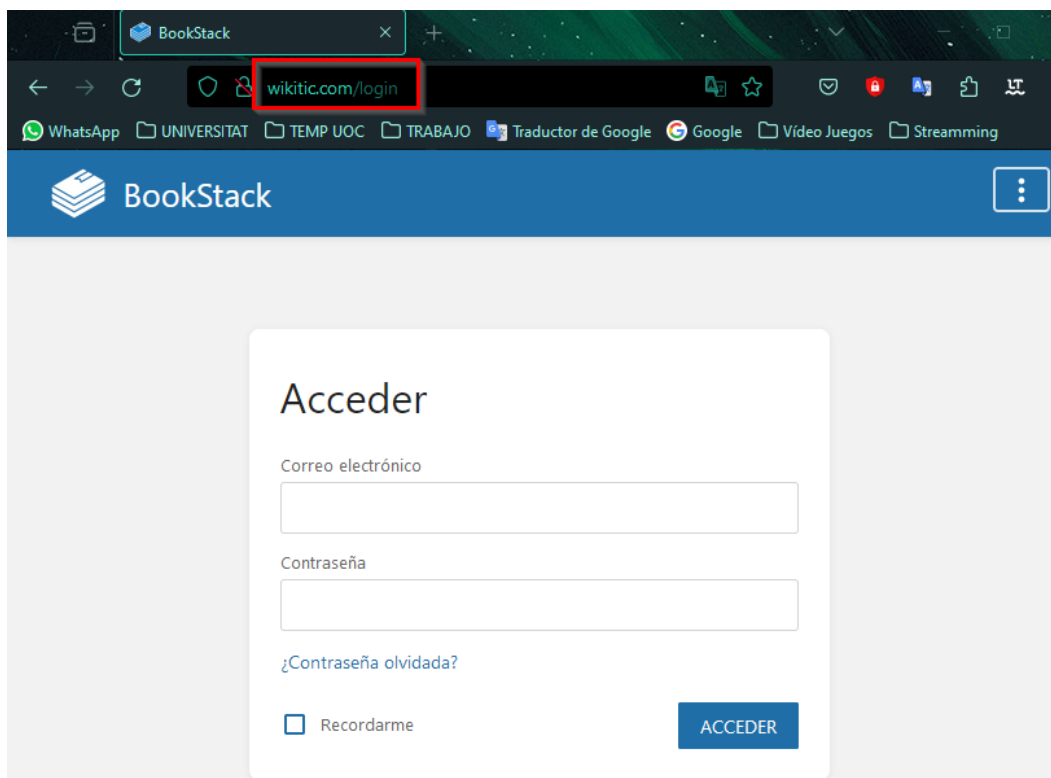 BookStack
wikitic.com/login
WhatsApp UNIVERSITAT TEMP UOC TRABAJO Traductor de Google Google Vídeo Juegos Streamming
BookStack
Acceder
Correo electrónico
Contraseña
¿Contraseña olvidada?
Recordarme ACCEDER